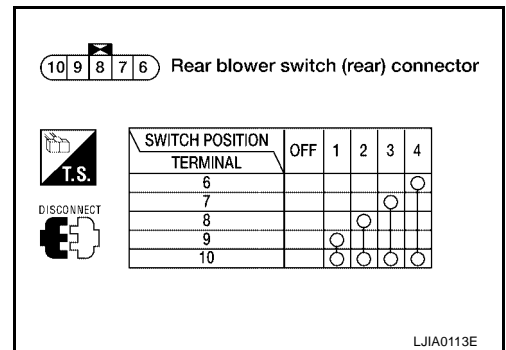 10 9 8 7 6 Rear blower switch (rear) connector
SWITCH POSITION OFF 1 2 3 4
TERMINAL
T.S.
6
7
DISCONNECT
8
9
10
LJIA0113E